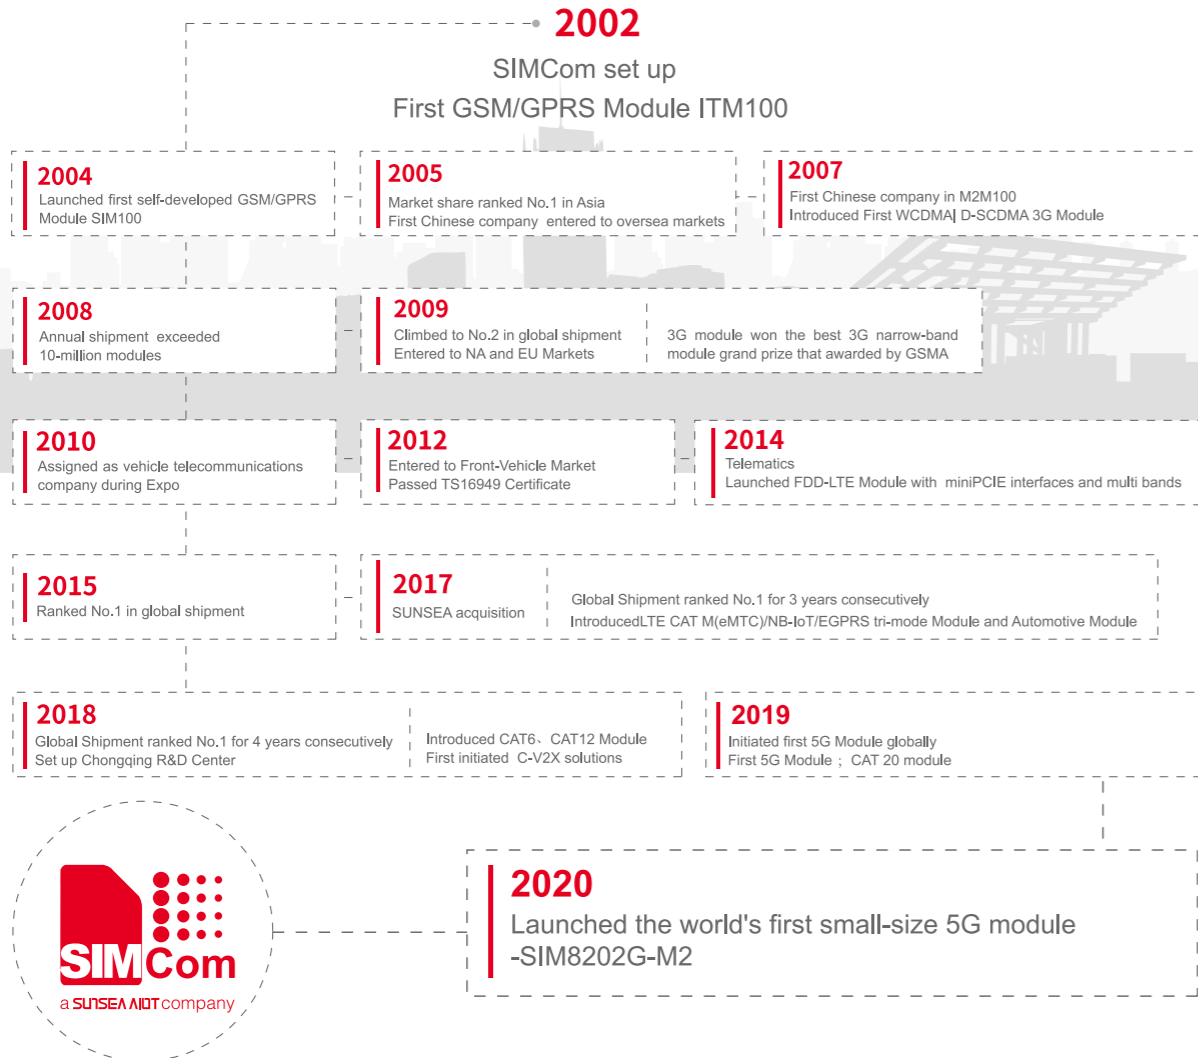 2002
SIMCom set up
First GSM/GPRS Module ITM100
2004
Launched first self-developed GSM/GPRS
Module SIM100
2005
Market share ranked No.1 in Asia
First Chinese company entered to oversea markets
2007
First Chinese company in M2M100
Introduced First WCDMA| D-SCDMA 3G Module
2008
Annual shipment exceeded
10-million modules
2009
Climbed to No.2 in global shipment
Entered to NA and EU Markets
3G module won the best 3G narrow-band
module grand prize that awarded by GSMA
2010
Assigned as vehicle telecommunications
company during Expo
2012
Entered to Front-Vehicle Market
Passed TS16949 Certificate
2014
Telematics
Launched FDD-LTE Module with miniPCIE interfaces and multi bands
2015
Ranked No.1 in global shipment
2017
SUNSEA acquisition
Global Shipment ranked No.1 for 3 years consecutively
IntroducedLTE CAT M(eMTC)/NB-IoT/EGPRS tri-mode Module and Automotive Module
2018
Global Shipment ranked No.1 for 4 years consecutively
Set up Chongqing R&D Center
Introduced CAT6、CAT12 Module
First initiated C-V2X solutions
2019
Initiated first 5G Module globally
First 5G Module ; CAT 20 module
2020
Launched the world's first small-size 5G module
-SIM8202G-M2
SIMCom
a SUNSEA AIOT company